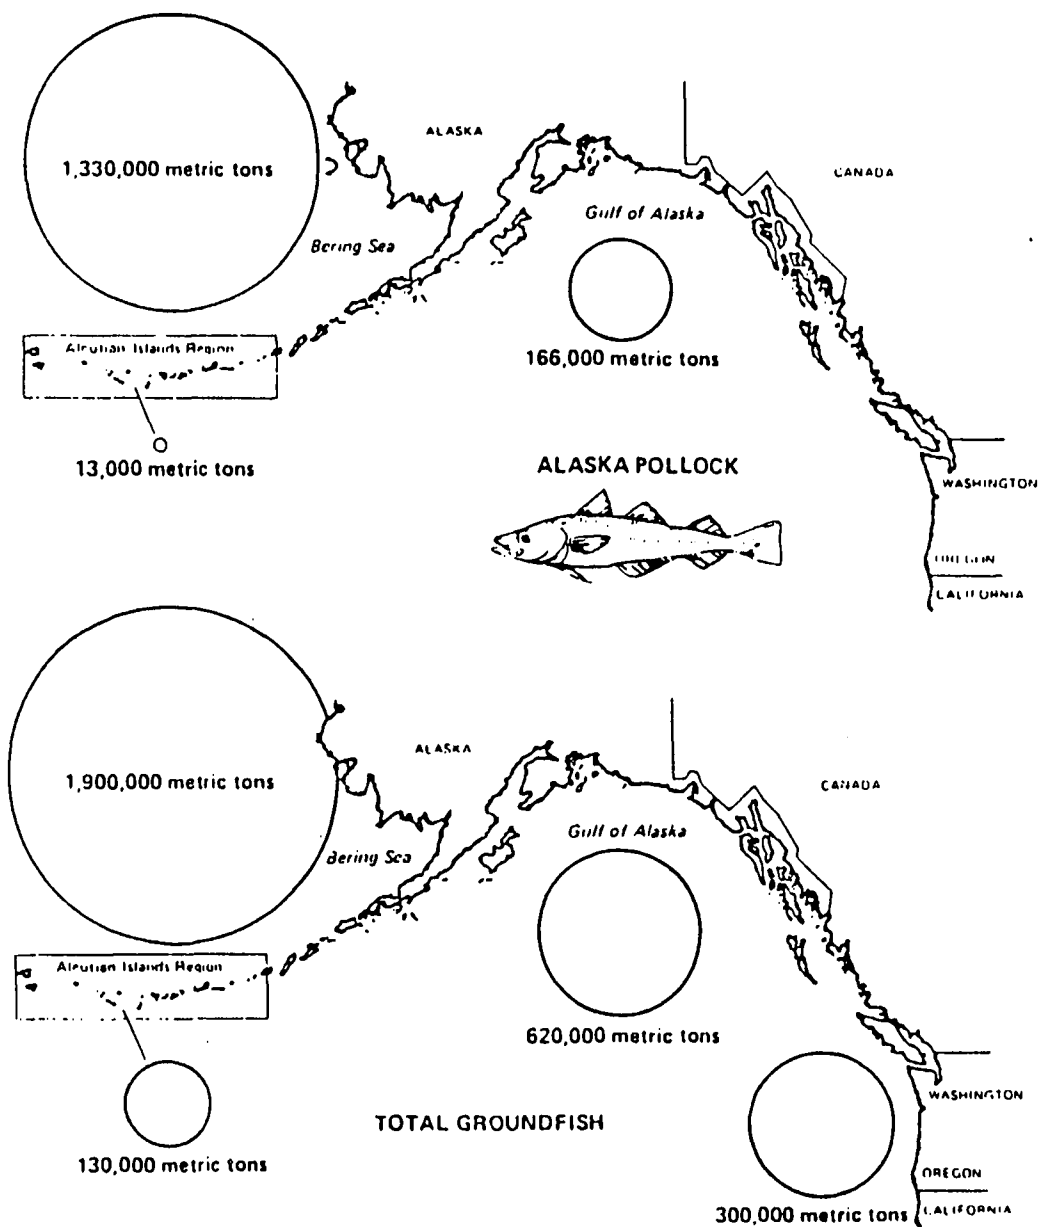 1,330,000 metric tons
ALASKA
CANADA
Gulf of Alaska
Bering Sea
Aleutian Islands Region
166,000 metric tons
13,000 metric tons
ALASKA POLLOCK
WASHINGTON
OREGON
CALIFORNIA
ALASKA
1,900,000 metric tons
CANADA
Gulf of Alaska
Bering Sea
Aleutian Islands Region
620,000 metric tons
WASHINGTON
TOTAL GROUNDFISH
130,000 metric tons
OREGON
300,000 metric tons
CALIFORNIA